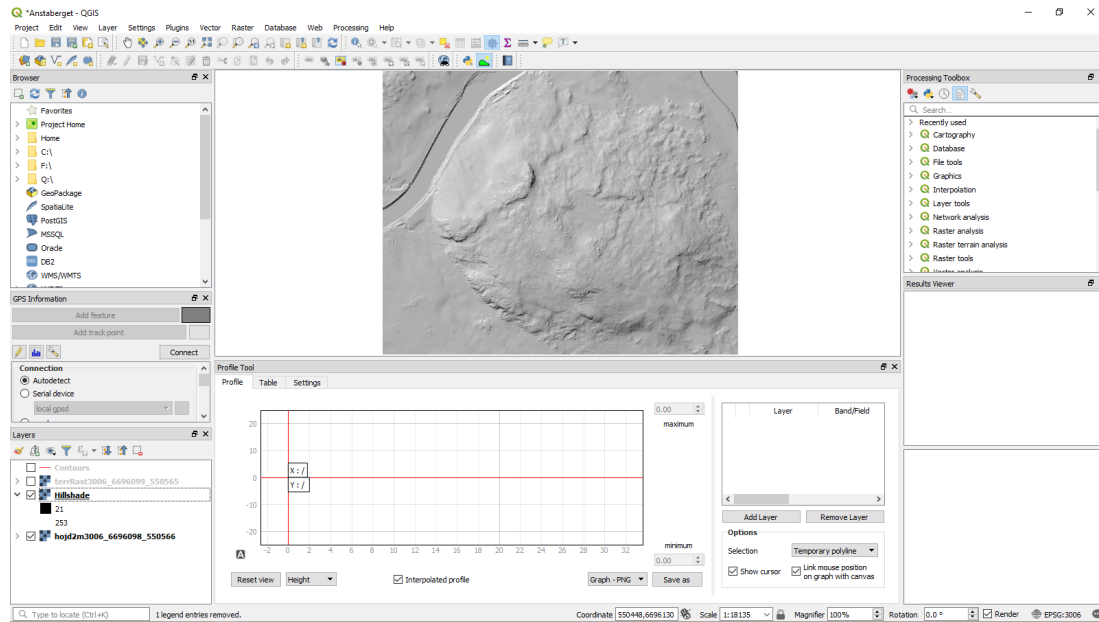 *Anstaberget - QGIS
Project Edit View Layer Settings Plugins Vector Raster Database Web Processing Help
Browser
Favorites
Project Home
Home
C:\
F:\
Q:\
GeoPackage
SpatiaLite
PostGIS
MSSQL
Oracle
DB2
WMS/WMTS
GPS Information
Add feature
Add track point
Connect
Connection
Autodetect
Serial device
local gpsd
Layers
Contours
terrRast3006_6696099_550565
Hillshade
21
253
hojd2m3006_6696098_550566
Profile Tool
Profile Table Settings
20
10
0
-10
-20
X : /
Y : /
-2 0 2 4 6 8 10 12 14 16 18 20 22 24 26 28 30 32
A
0.00
maximum
minimum
0.00
Reset view Height Interpolated profile Graph - PNG Save as
Layer Band/Field
Add Layer Remove Layer
Options
Selection Temporary polyline
Show cursor Link mouse position on graph with canvas
Processing Toolbox
Search...
Recently used
Cartography
Database
File tools
Graphics
Interpolation
Layer tools
Network analysis
Raster analysis
Raster terrain analysis
Raster tools
Vector analysis
Results Viewer
Type to locate (Ctrl+K) 1 legend entries removed. Coordinate 550448,6696130 Scale 1:18135 Magnifier 100% Rotation 0.0 ° Render EPSG:3006